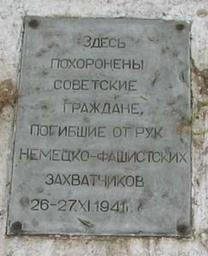 ЗДЕСЬ
ПОХОРОНЕНЫ
СОВЕТСКИЕ
ГРАЖДАНЕ,
ПОГИБШИЕ ОТ РУК
НЕМЕЦКО-ФАШИСТСКИХ
ЗАХВАТЧИКОВ
26-27.XI.1941г.